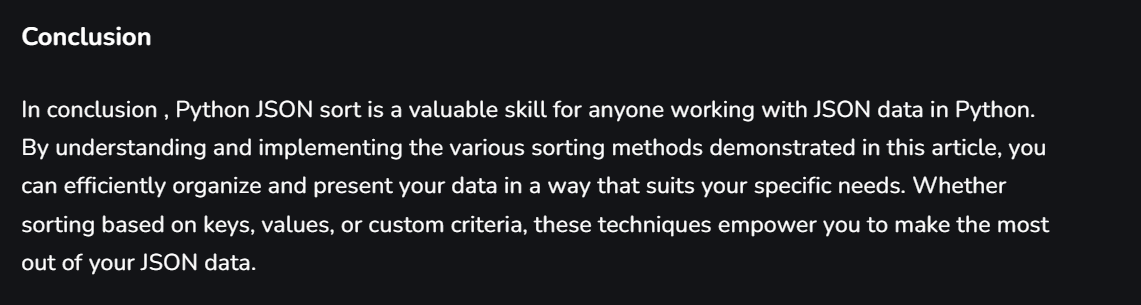 Conclusion
In conclusion , Python JSON sort is a valuable skill for anyone working with JSON data in Python.
By understanding and implementing the various sorting methods demonstrated in this article, you
can efficiently organize and present your data in a way that suits your specific needs. Whether
sorting based on keys, values, or custom criteria, these techniques empower you to make the most
out of your JSON data.